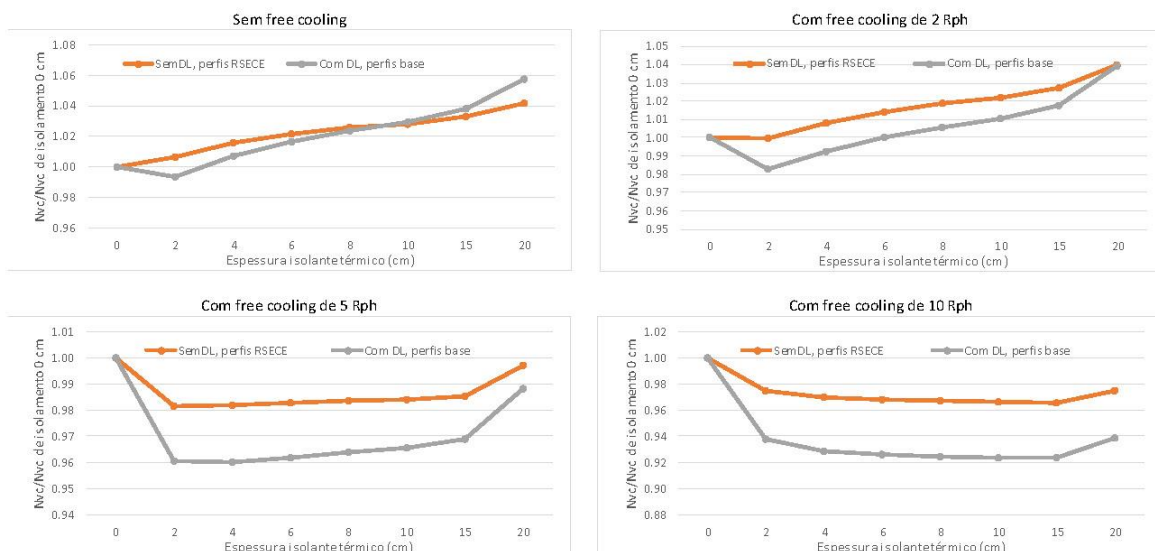 Sem free cooling
Nvc/Nvc de isolamento 0 cm
1.08
1.06
1.04
1.02
1.00
0.98
0.96
Sem DL, perfis RSECE
Com DL, perfis base
0 2 4 6 8 10 15 20
Espessura isolante térmico (cm)
Com free cooling de 2 Rph
Nvc/Nvc de isolamento 0 cm
1.05
1.04
1.03
1.02
1.01
1.00
0.99
0.98
0.97
0.96
0.95
Sem DL, perfis RSECE
Com DL, perfis base
0 2 4 6 8 10 15 20
Espessura isolante térmico (cm)
Com free cooling de 5 Rph
Nvc/Nvc de isolamento 0 cm
1.01
1.00
0.99
0.98
0.97
0.96
0.95
0.94
Sem DL, perfis RSECE
Com DL, perfis base
0 2 4 6 8 10 15 20
Espessura isolante térmico (cm)
Com free cooling de 10 Rph
Nvc/Nvc de isolamento 0 cm
1.02
1.00
0.98
0.96
0.94
0.92
0.90
0.88
Sem DL, perfis RSECE
Com DL, perfis base
0 2 4 6 8 10 15 20
Espessura isolante térmico (cm)